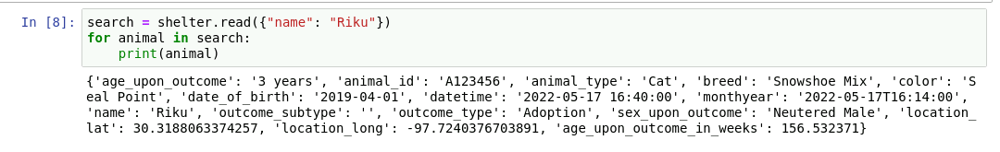 In [8]: search = shelter.read({"name": "Riku"})
for animal in search:
    print(animal)
{'age_upon_outcome': '3 years', 'animal_id': 'A123456', 'animal_type': 'Cat', 'breed': 'Snowshoe Mix', 'color': 'S
eal Point', 'date_of_birth': '2019-04-01', 'datetime': '2022-05-17 16:40:00', 'monthyear': '2022-05-17T16:14:00',
'name': 'Riku', 'outcome_subtype': '', 'outcome_type': 'Adoption', 'sex_upon_outcome': 'Neutered Male', 'location_
lat': 30.3188063374257, 'location_long': -97.7240376703891, 'age_upon_outcome_in_weeks': 156.532371}